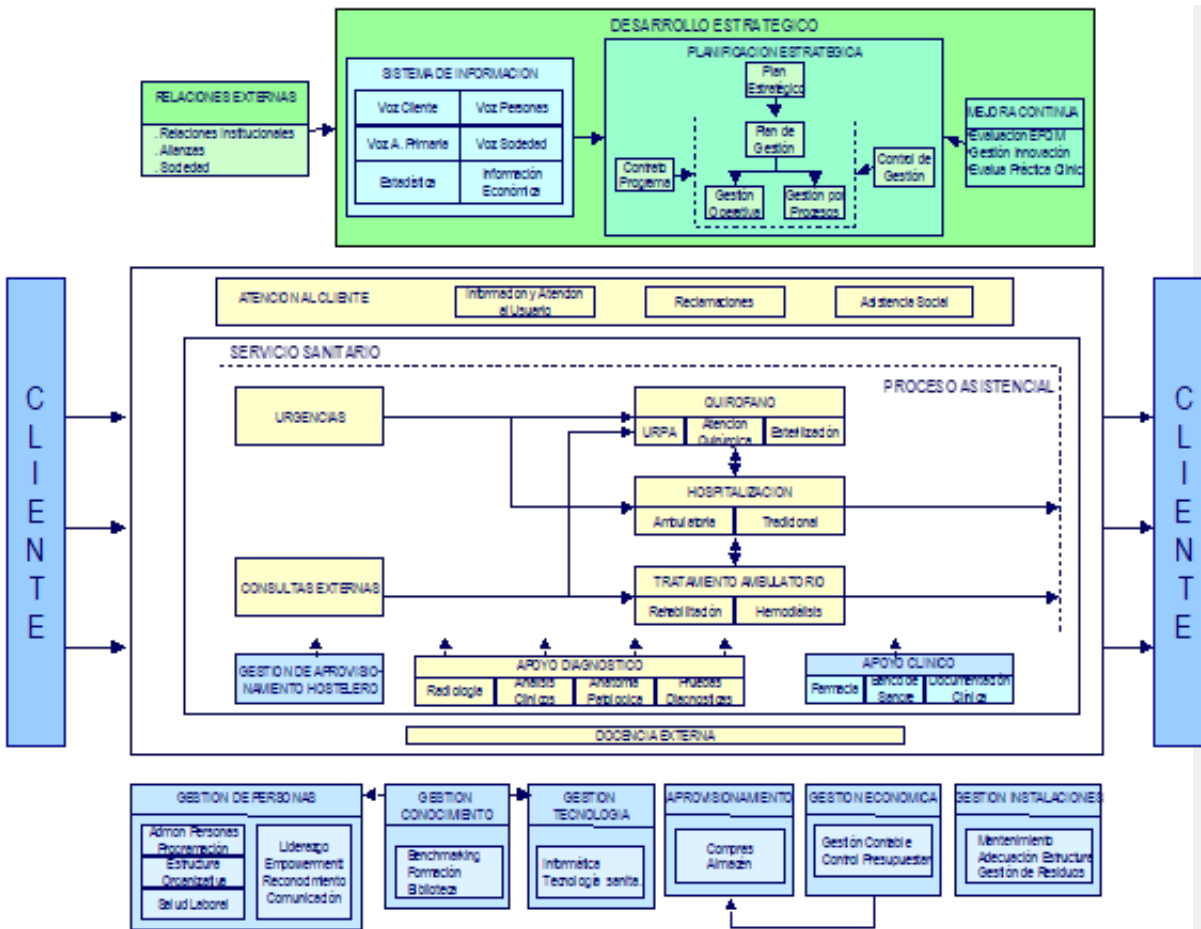 DESARROLLO ESTRATEGICO
PLANIFICACION ESTRATEGICA
SISTEMA DE INFORMACION
Voz Cliente
Voz Personas
Voz A. Primaria
Voz Sociedad
Estadística
Información
Económica
Plan
Estratégico
Plan de
Gestión
Contrato
Programa
Control de
Gestión
Gestión
Operativa
Gestión por
Procesos
RELACIONES EXTERNAS
. Relaciones Institucionales
. Alianzas
. Sociedad
MEJORA CONTINUA
•Evaluación EFQM
•Gestión Innovación
•Evalua Práctica Clínic
CLIENTE
ATENCION AL CLIENTE
Información y Atención
al Usuario
Reclamaciones
Asistencia Social
SERVICIO SANITARIO
PROCESO ASISTENCIAL
URGENCIAS
QUIROFANO
URPA
Atención
Quirúrgica
Esterilización
HOSPITALIZACION
Ambulatoria
Tradicional
CONSULTAS EXTERNAS
TRATAMIENTO AMBULATORIO
Rehabilitación
Hemodiálisis
GESTION DE APROVISIO-
NAMIENTO HOSTELERO
APOYO DIAGNOSTICO
Radiología
Análisis
Clínicos
Anatomía
Patológica
Pruebas
Diagnosticas
APOYO CLINICO
Farmacia
Banco de
Sangre
Documentación
Clínica
DOCENCIA EXTERNA
CLIENTE
GESTION DE PERSONAS
Admon Personas
Programación
Estructura
Organizativa
Salud Laboral
Liderazgo
Empowerment
Reconocimiento
Comunicación
GESTION
CONOCIMIENTO
Benchmarking
Formación
Biblioteca
GESTION
TECNOLOGIA
Informática
Tecnología sanita..
APROVISIONAMIENTO
Compras
Almacén
GESTION ECONOMICA
Gestión Contable
Control Presupuestar
GESTION INSTALACIONES
Mantenimiento
Adecuación Estructura
Gestión de Residuos